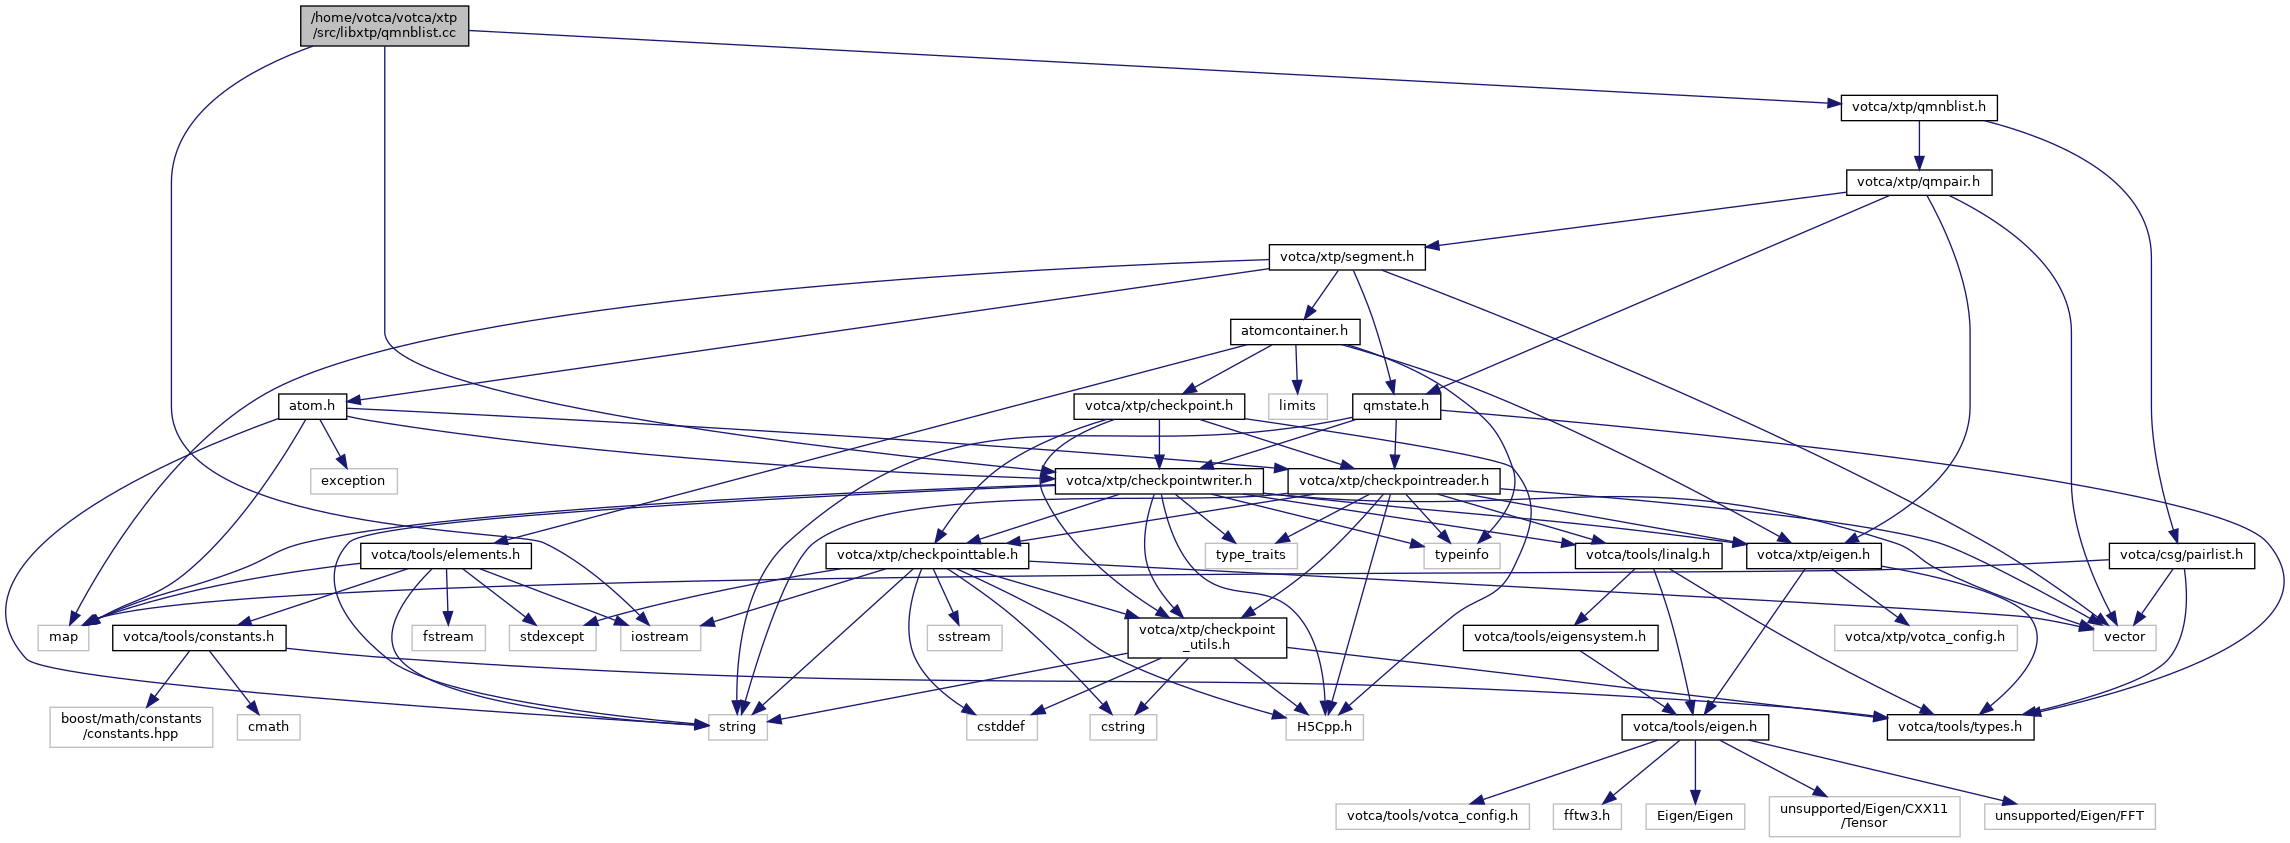 /home/votca/votca/xtp
/src/libxtp/qmnblist.cc
votca/xtp/qmnblist.h
votca/xtp/qmpair.h
votca/xtp/segment.h
atomcontainer.h
atom.h
votca/xtp/checkpoint.h
limits
qmstate.h
exception
votca/xtp/checkpointwriter.h
votca/xtp/checkpointreader.h
votca/tools/elements.h
votca/xtp/checkpointtable.h
type_traits
typeinfo
votca/tools/linalg.h
votca/xtp/eigen.h
votca/csg/pairlist.h
map
votca/tools/constants.h
fstream
stdexcept
iostream
sstream
votca/xtp/checkpoint
_utils.h
votca/tools/eigensystem.h
votca/xtp/votca_config.h
vector
boost/math/constants
/constants.hpp
cmath
string
cstddef
cstring
H5Cpp.h
votca/tools/eigen.h
votca/tools/types.h
votca/tools/votca_config.h
fftw3.h
Eigen/Eigen
unsupported/Eigen/CXX11
/Tensor
unsupported/Eigen/FFT